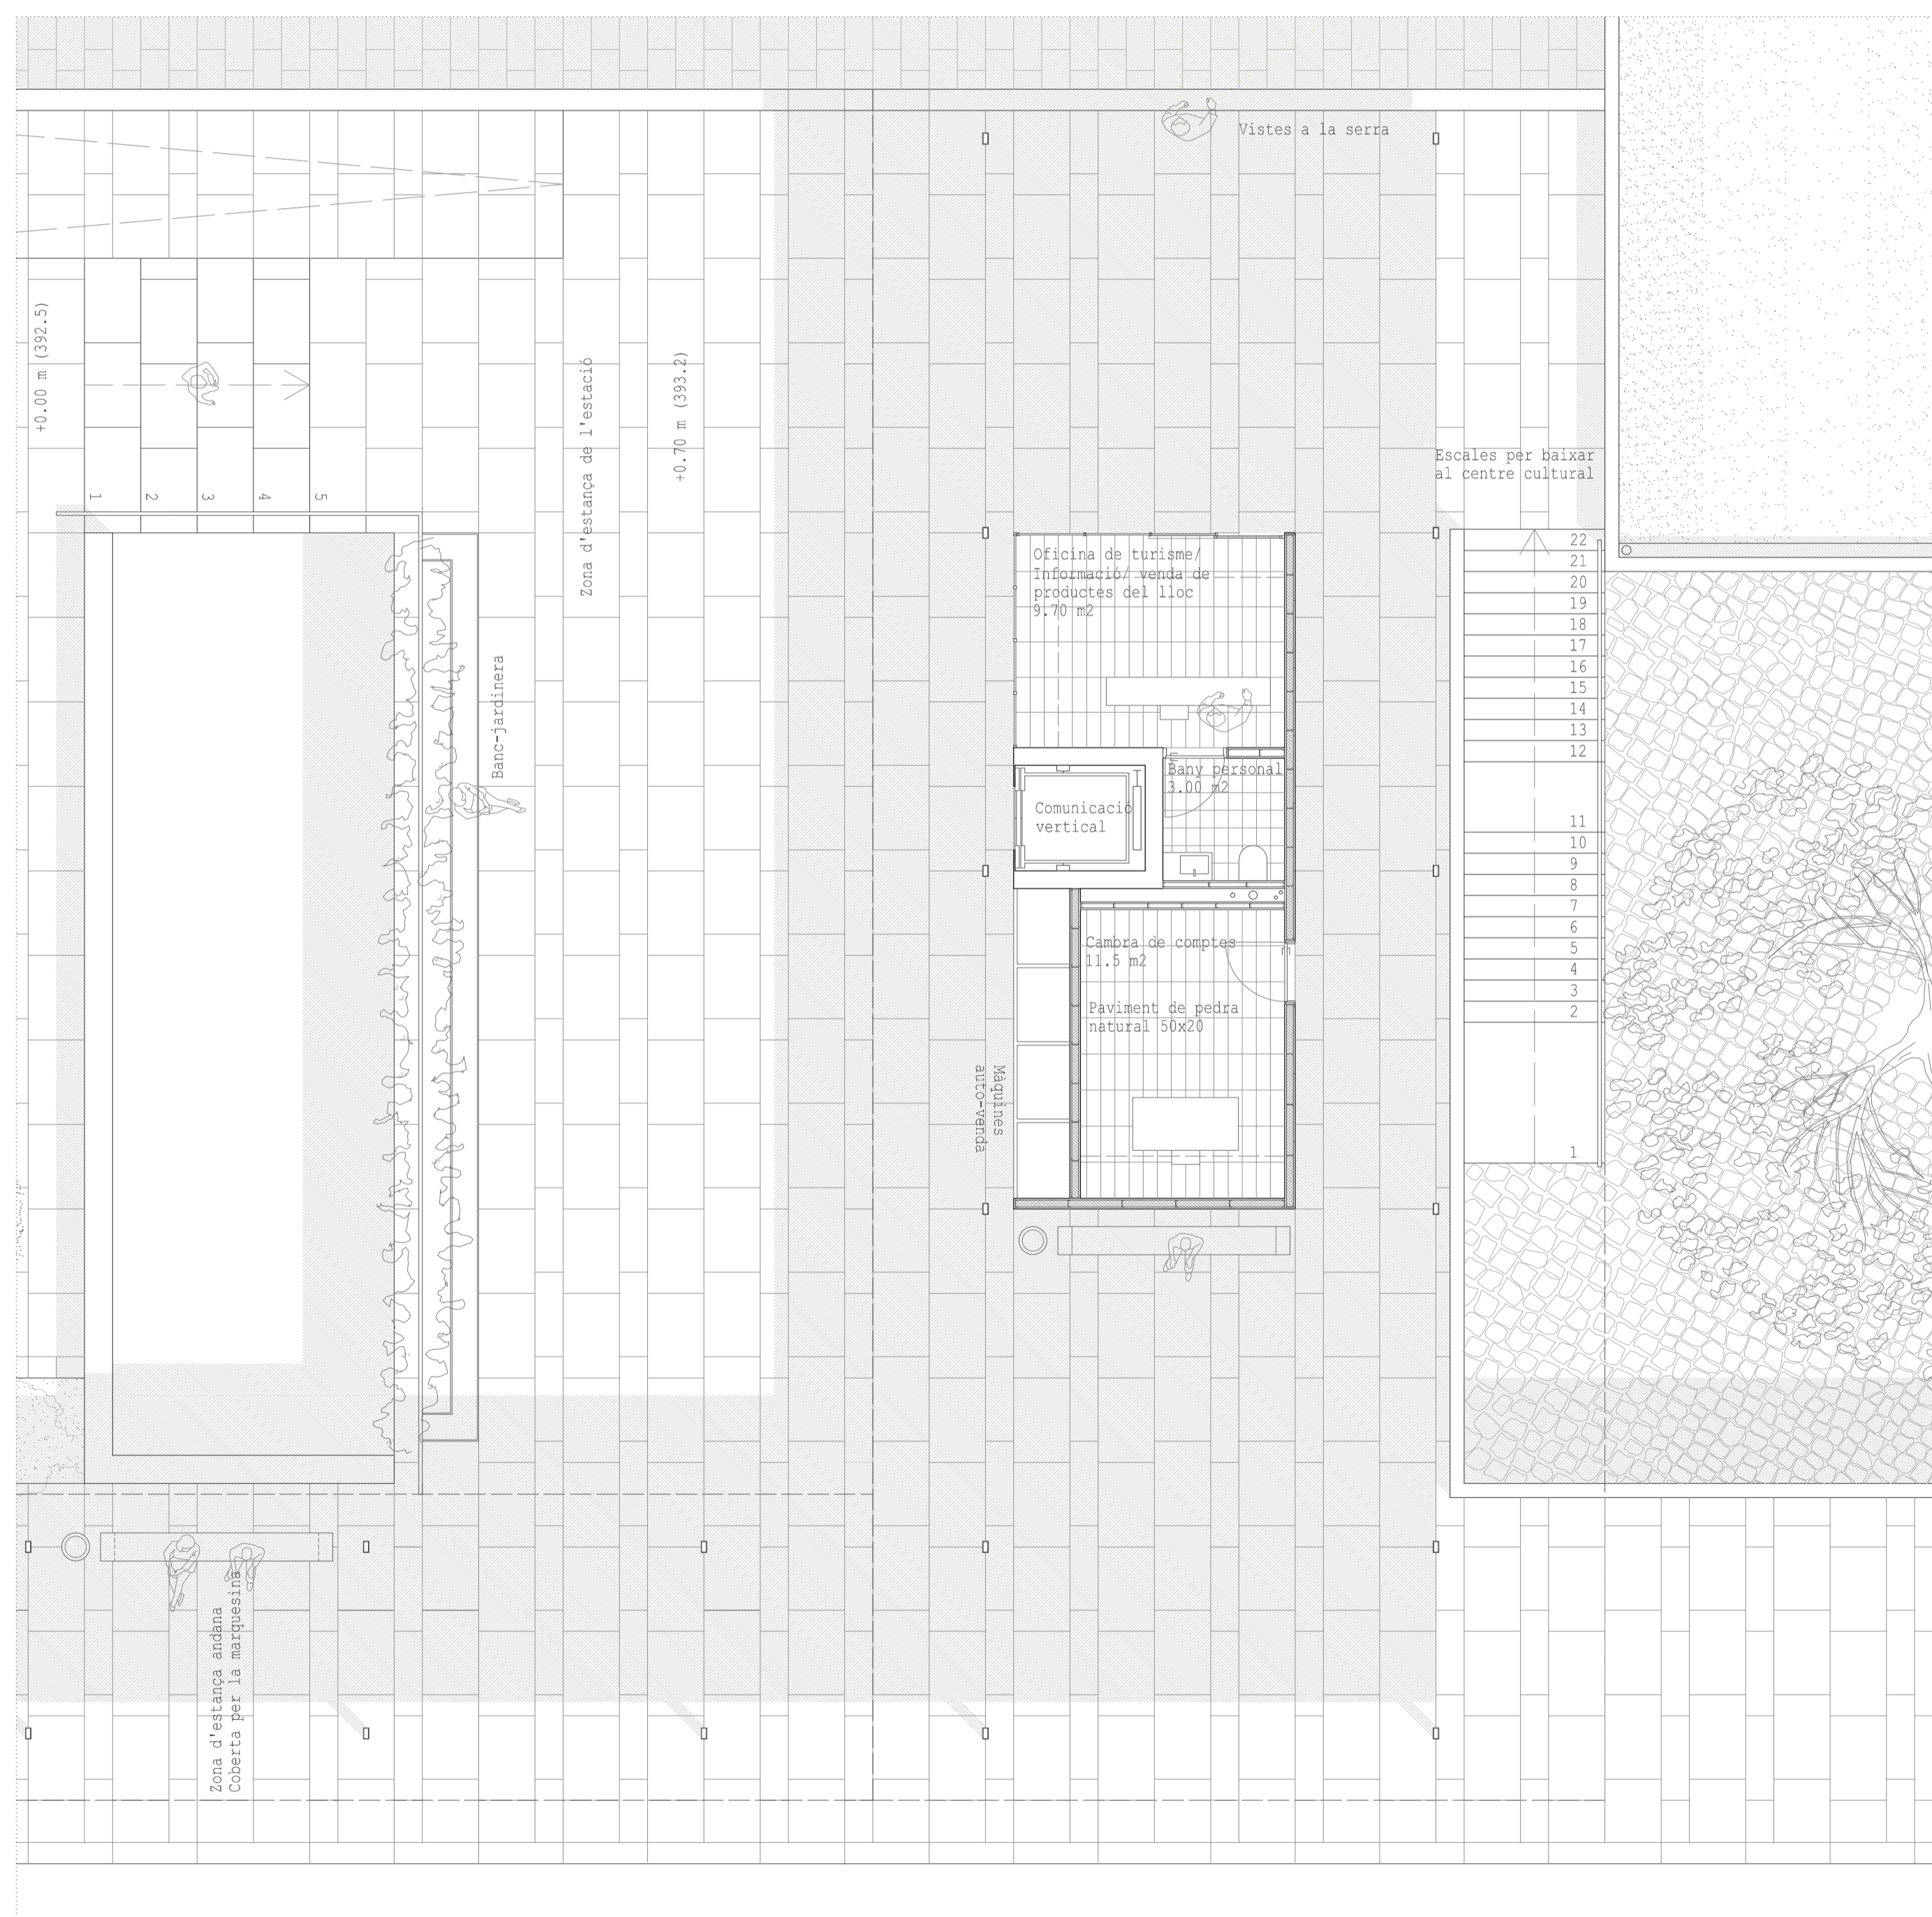 Vistes a la serra
+0.00 m (392.5)
1
2
3
4
5
Zona d'estança de l'estació
+0.70 m (393.2)
Banc-jardinera
Escales per baixar
al centre cultural
Oficina de turisme/
Informació/ venda de
productes del lloc
9.70 m2
Comunicació
vertical
Bany personal
3.00 m2
Cambra de comptes
11.5 m2
Paviment de pedra
natural 50x20
Màquines
auto-venda
22
21
20
19
18
17
16
15
14
13
12
11
10
9
8
7
6
5
4
3
2
1
Zona d'estança andana
Coberta per la marquesina